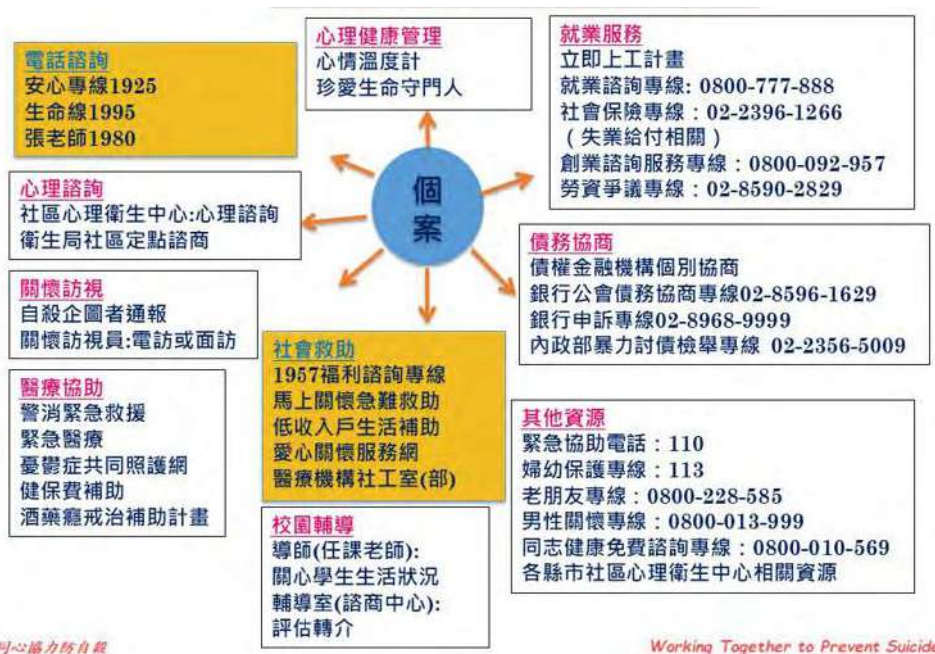 電話諮詢
安心專線1925
生命線1995
張老師1980
心理健康管理
心情溫度計
珍愛生命守門人
就業服務
立即上工計畫
就業諮詢專線: 0800-777-888
社會保險專線：02-2396-1266
（失業給付相關）
創業諮詢服務專線：0800-092-957
勞資爭議專線：02-8590-2829
個
案
心理諮詢
社區心理衛生中心:心理諮詢
衛生局社區定點諮商
債務協商
債權金融機構個別協商
銀行公會債務協商專線02-8596-1629
銀行申訴專線02-8968-9999
內政部暴力討債檢舉專線 02-2356-5009
關懷訪視
自殺企圖者通報
關懷訪視員:電訪或面訪
社會救助
1957福利諮詢專線
馬上關懷急難救助
低收入戶生活補助
愛心關懷服務網
醫療機構社工室(部)
醫療協助
警消緊急救援
緊急醫療
憂鬱症共同照護網
健保費補助
酒藥癮戒治補助計畫
其他資源
緊急協助電話：110
婦幼保護專線：113
老朋友專線：0800-228-585
男性關懷專線：0800-013-999
同志健康免費諮詢專線：0800-010-569
各縣市社區心理衛生中心相關資源
校園輔導
導師(任課老師):
關心學生生活狀況
輔導室(諮商中心):
評估轉介
同心協力防自殺
Working Together to Prevent Suicide